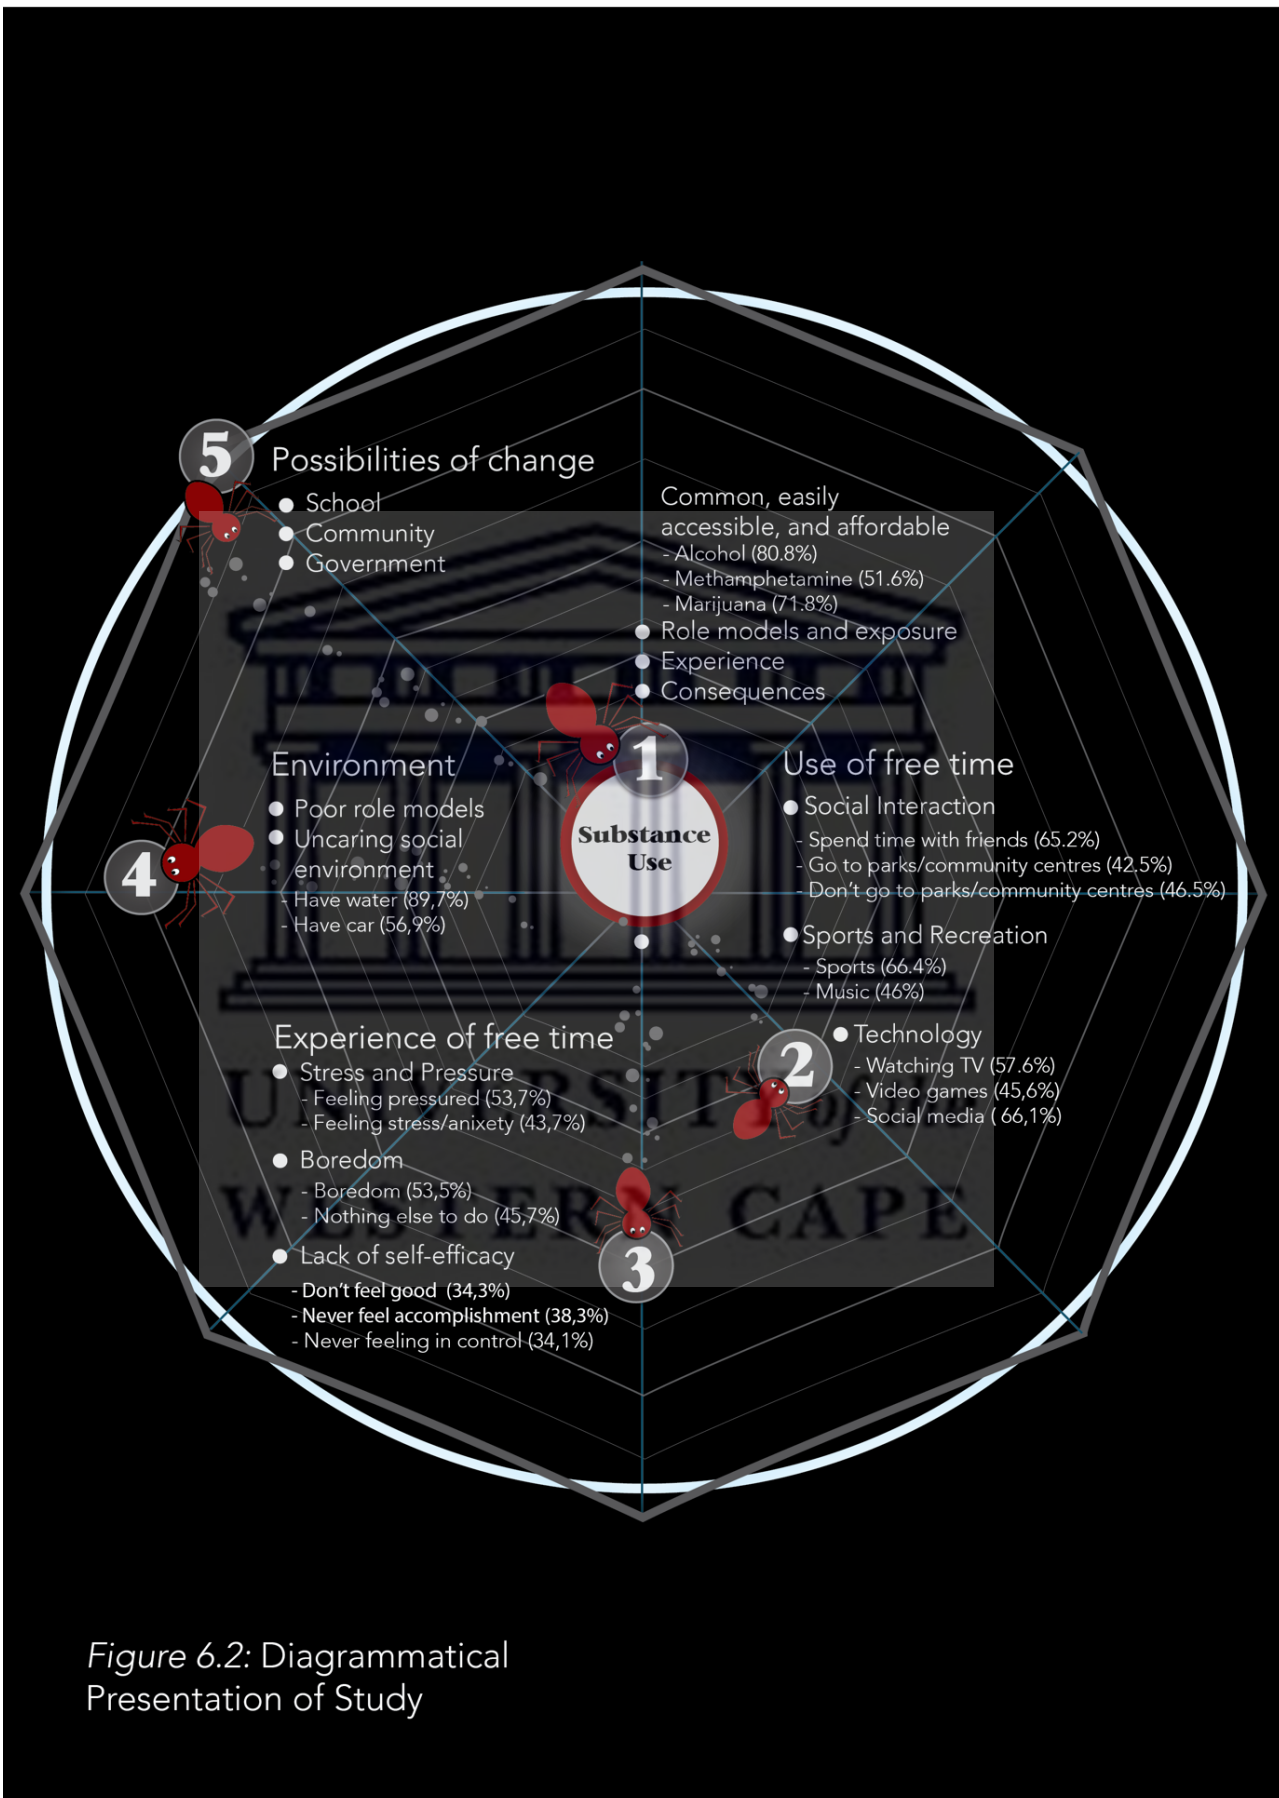 5
Possibilities of change
School
Community
Government
Common, easily
accessible, and affordable
- Alcohol (80.8%)
- Methamphetamine (51.6%)
- Marijuana (71.8%)
Role models and exposure
Experience
Consequences
1
Substance
Use
Use of free time
Social Interaction
- Spend time with friends (65.2%)
- Go to parks/community centres (42.5%)
- Don't go to parks/community centres (46.5%)
Sports and Recreation
- Sports (66.4%)
- Music (46%)
2
Technology
- Watching TV (57.6%)
- Video games (45,6%)
- Social media ( 66,1%)
Environment
Poor role models
Uncaring social
environment
- Have water (89,7%)
- Have car (56,9%)
4
Experience of free time
Stress and Pressure
- Feeling pressured (53,7%)
- Feeling stress/anixety (43,7%)
Boredom
- Boredom (53,5%)
- Nothing else to do (45,7%)
Lack of self-efficacy
- Don't feel good (34,3%)
- Never feel accomplishment (38,3%)
- Never feeling in control (34,1%)
3
UNIVERSITY of the
WESTERN CAPE
Figure 6.2: Diagrammatical
Presentation of Study